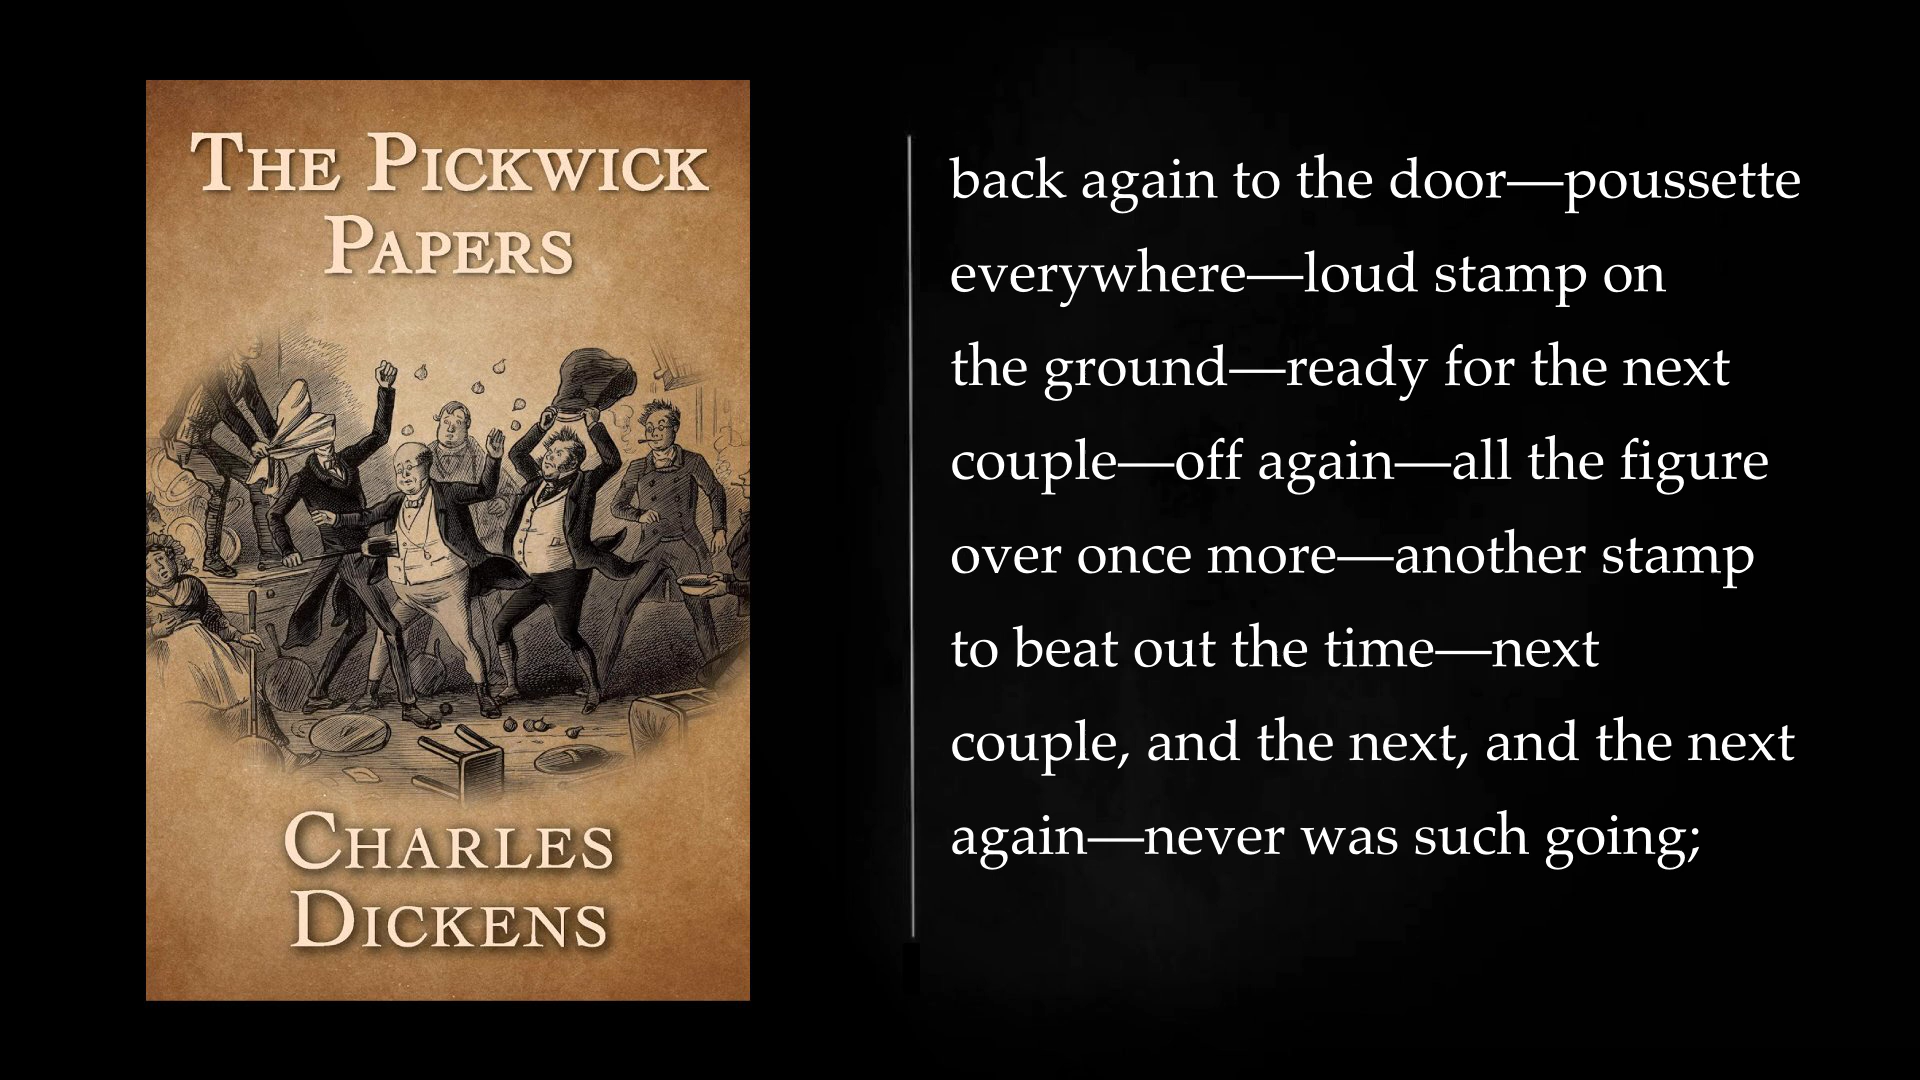 The Pickwick
Papers
Charles
Dickens
back again to the door—poussette
everywhere—loud stamp on
the ground—ready for the next
couple—off again—all the figure
over once more—another stamp
to beat out the time—next
couple, and the next, and the next
again—never was such going;